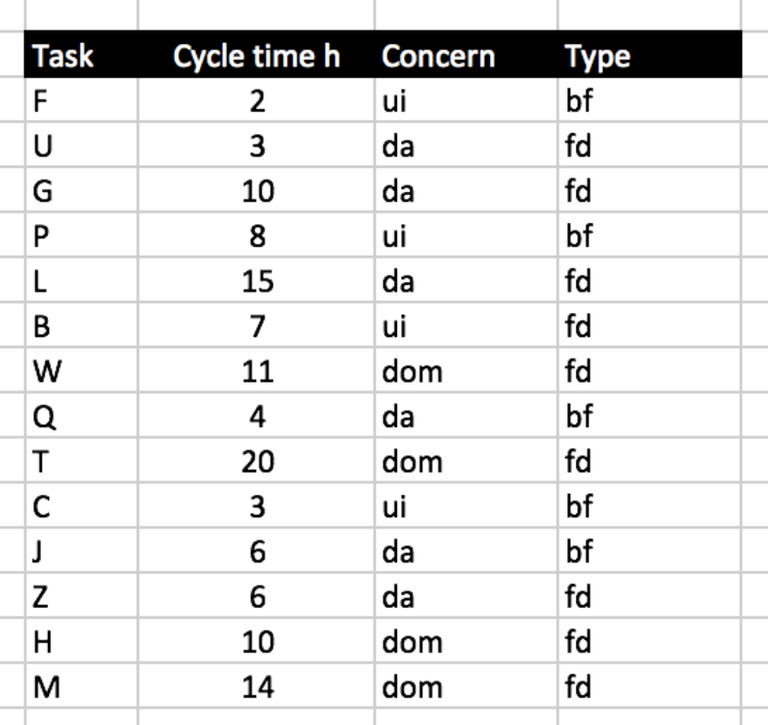 Task Cycle time h Concern Type
F 2 ui bf
U 3 da fd
G 10 da fd
P 8 ui bf
L 15 da fd
B 7 ui fd
W 11 dom fd
Q 4 da bf
T 20 dom fd
C 3 ui bf
J 6 da bf
Z 6 da fd
H 10 dom fd
M 14 dom fd